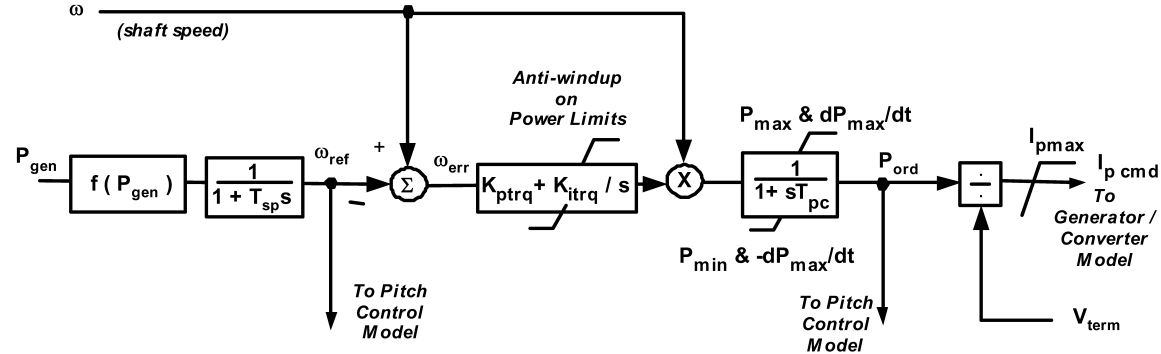 ω
(shaft speed)
Anti-windup
on
Power Limits
P_max & dP_max/dt
P_gen
f ( P_gen )
1
1 + T_sp s
ω_ref
+
−
Σ
ω_err
K_ptrq + K_itrq / s
X
1
1+ sT_pc
P_min & -dP_max/dt
P_ord
÷
I_pmax
I_p cmd
To
Generator /
Converter
Model
To Pitch
Control
Model
To Pitch
Control
Model
V_term